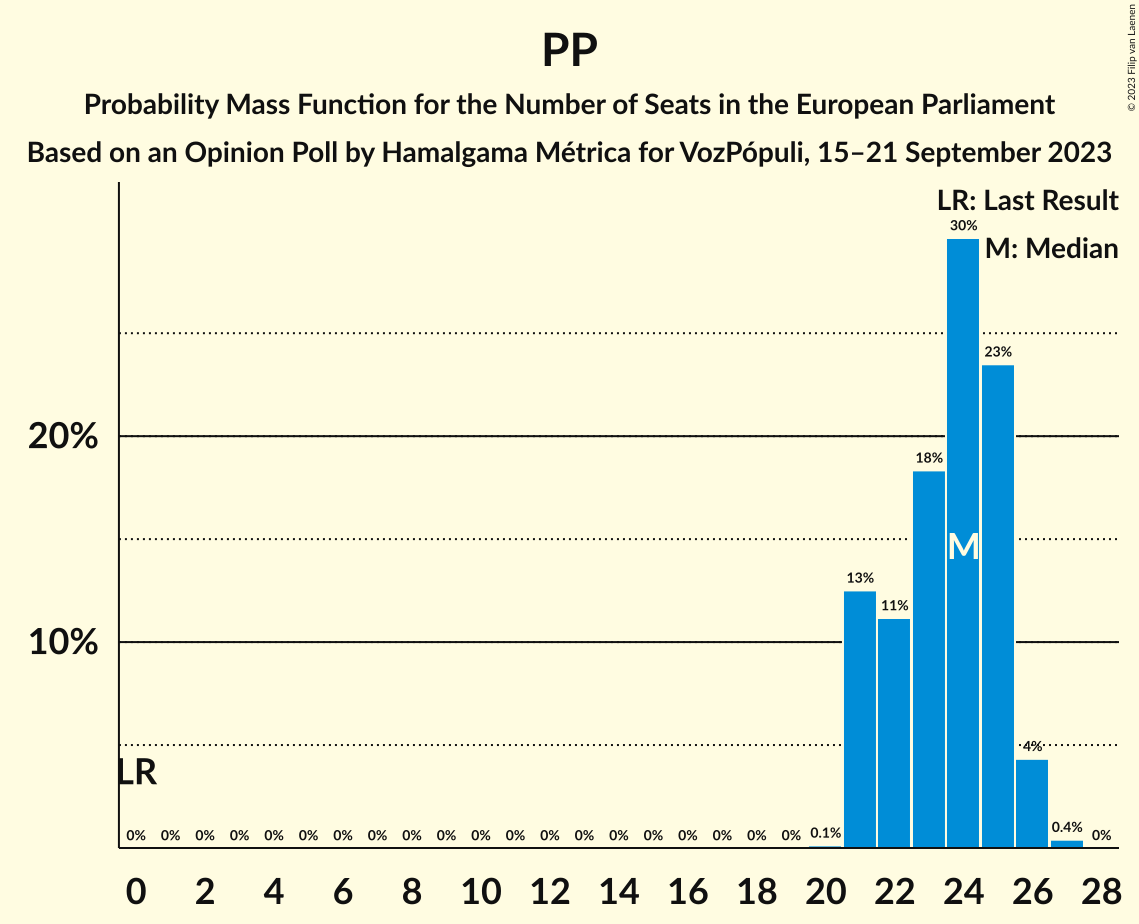 PP
Probability Mass Function for the Number of Seats in the European Parliament
Based on an Opinion Poll by Hamalgama Métrica for VozPópuli, 15–21 September 2023
© 2023 Filip van Laenen
LR: Last Result
M: Median
30%
23%
20%
18%
M
13%
11%
10%
4%
LR
0% 0% 0% 0% 0% 0% 0% 0% 0% 0% 0% 0% 0% 0% 0% 0% 0% 0% 0% 0% 0.1% 0.4% 0%
0 2 4 6 8 10 12 14 16 18 20 22 24 26 28